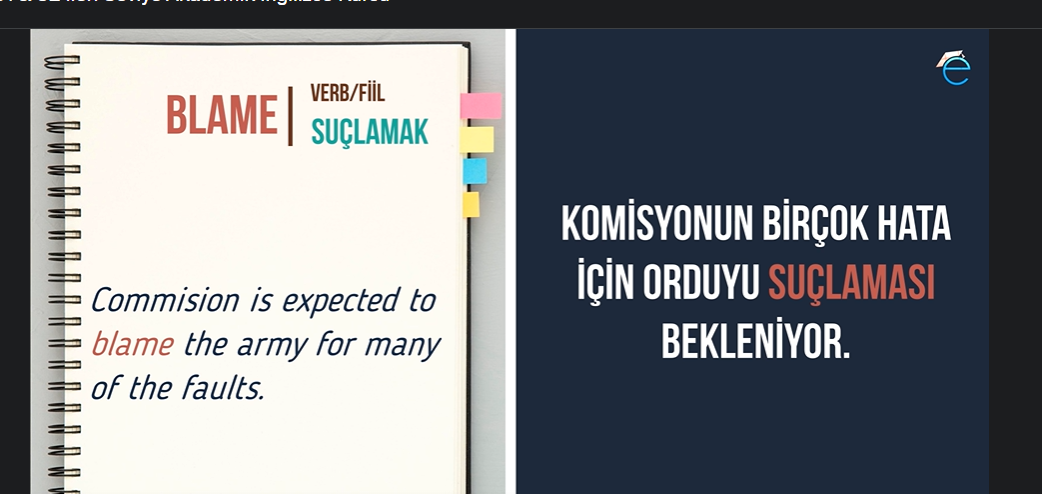 BLAME
VERB/FİİL
SUÇLAMAK
Commision is expected to
blame the army for many
of the faults.
KOMİSYONUN BİRÇOK HATA
İÇİN ORDUYU SUÇLAMASI
BEKLENİYOR.